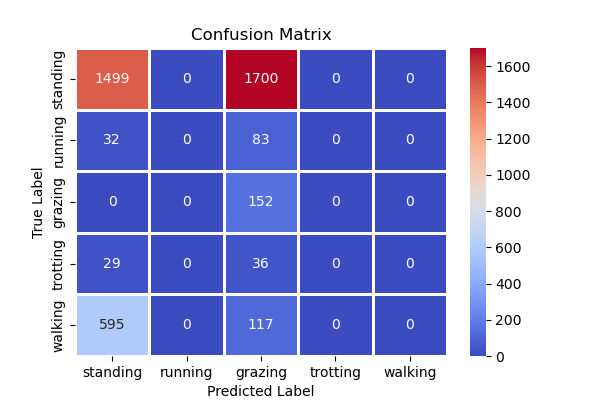 Confusion Matrix
True Label
standing 1499 0 1700 0 0
running 32 0 83 0 0
grazing 0 0 152 0 0
trotting 29 0 36 0 0
walking 595 0 117 0 0
standing running grazing trotting walking
Predicted Label
1600
1400
1200
1000
800
600
400
200
0